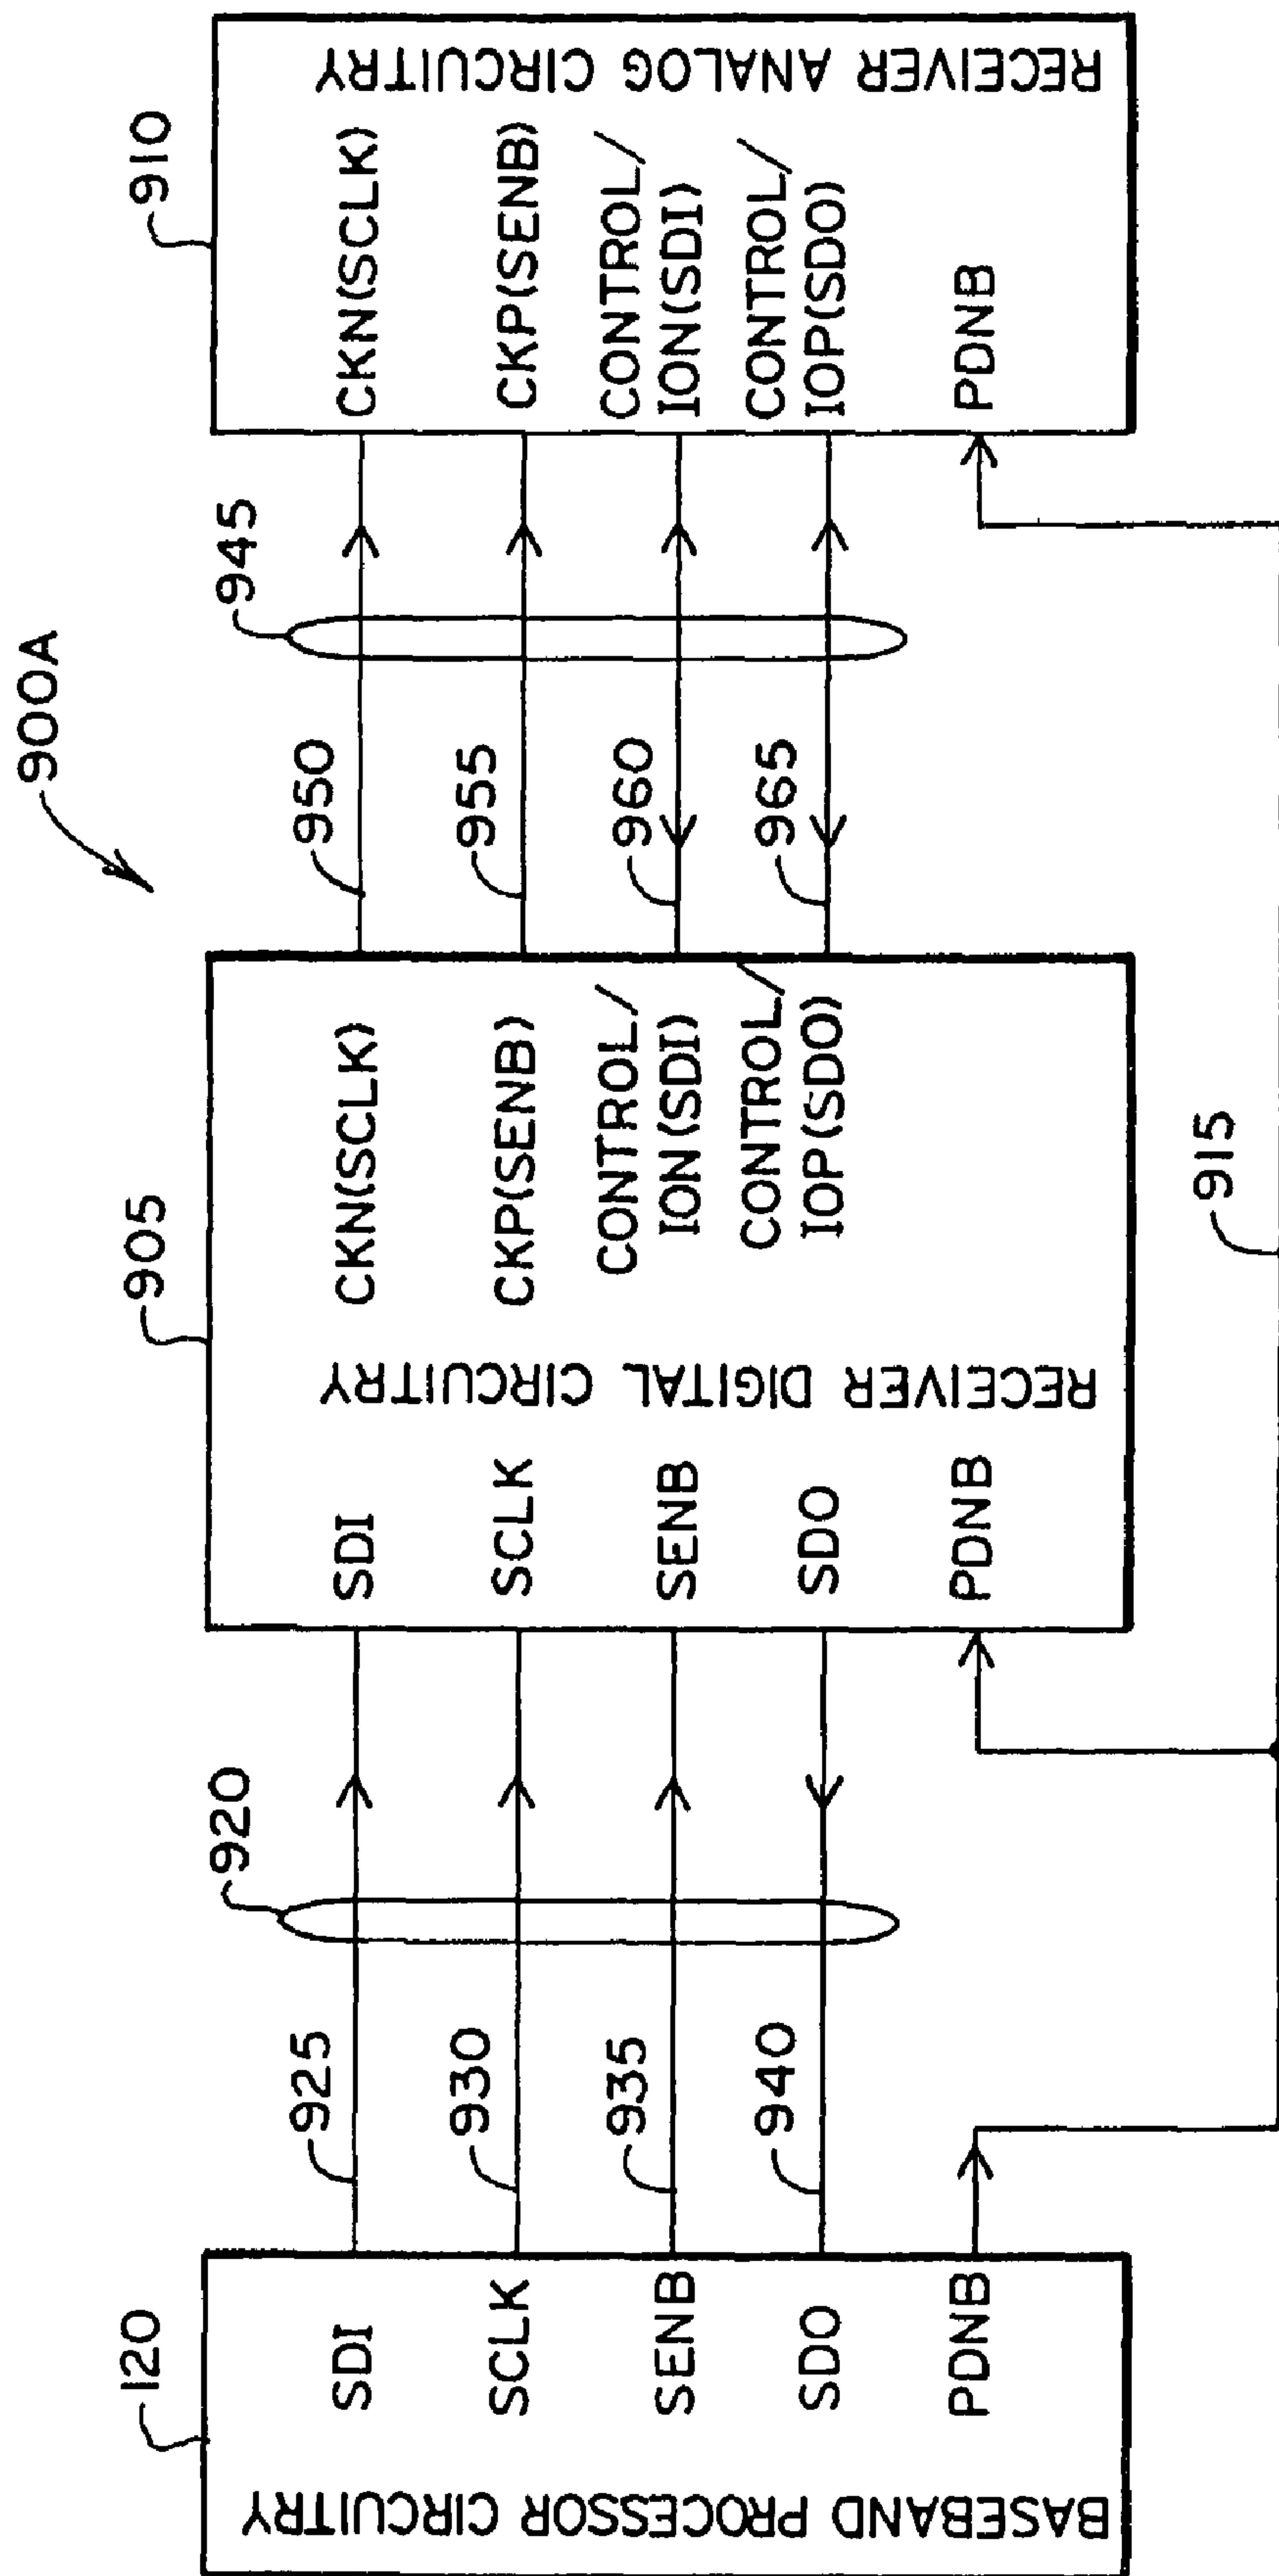 900A
120
BASEBAND PROCESSOR CIRCUITRY
SDI
SCLK
SENB
SDO
PDNB
925
930
935
940
920
905
SDI
SCLK
SENB
SDO
PDNB
RECEIVER DIGITAL CIRCUITRY
CKN(SCLK)
CKP(SENB)
CONTROL/
ION(SDI)
CONTROL/
IOP(SDO)
950
955
960
965
945
910
CKN(SCLK)
CKP(SENB)
CONTROL/
ION(SDI)
CONTROL/
IOP(SDO)
PDNB
RECEIVER ANALOG CIRCUITRY
915